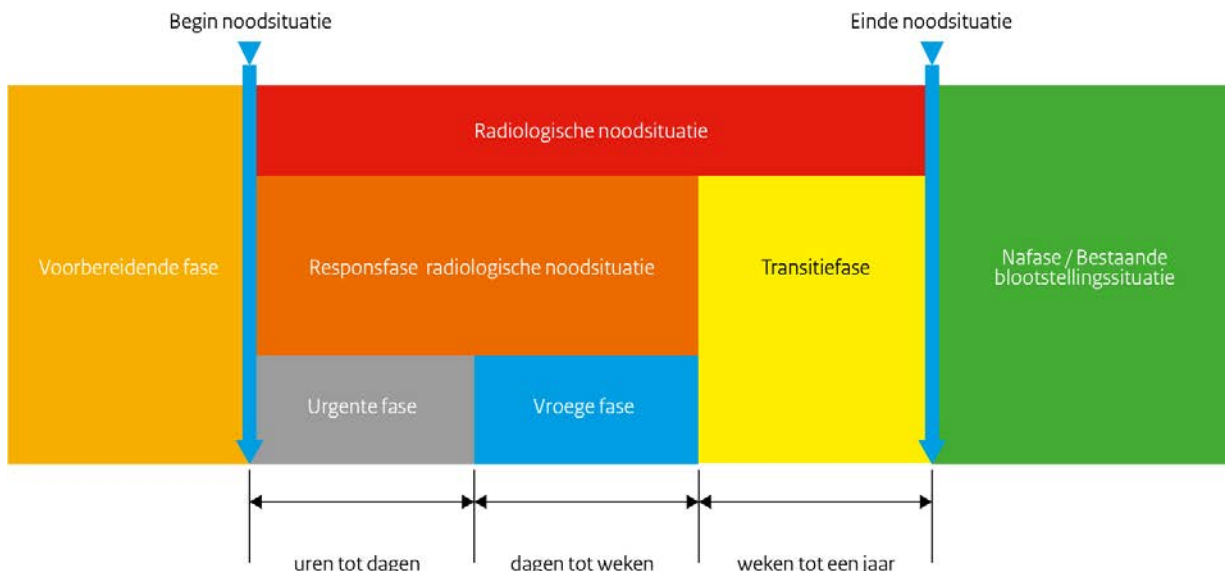 Begin noodsituatie
Einde noodsituatie
Radiologische noodsituatie
Voorbereidende fase
Responsfase radiologische noodsituatie
Transitiefase
Nafase / Bestaande
blootstellingssituatie
Urgente fase
Vroege fase
uren tot dagen
dagen tot weken
weken tot een jaar